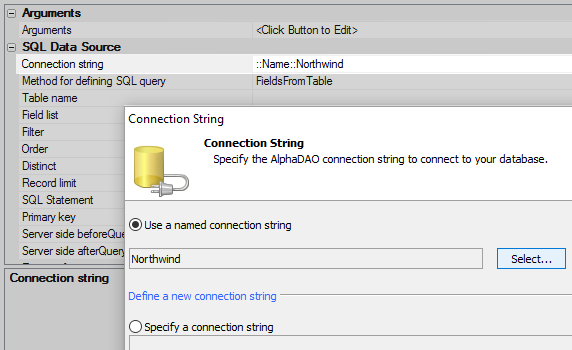 Arguments
Arguments <Click Button to Edit>
SQL Data Source
Connection string ::Name::Northwind
Method for defining SQL query FieldsFromTable
Table name
Field list
Filter
Order
Distinct
Record limit
SQL Statement
Primary key
Server side beforeQue
Server side afterQuery
Connection string
Connection String
Connection String
Specify the AlphaDAO connection string to connect to your database.
Use a named connection string
Northwind Select...
Define a new connection string
Specify a connection string